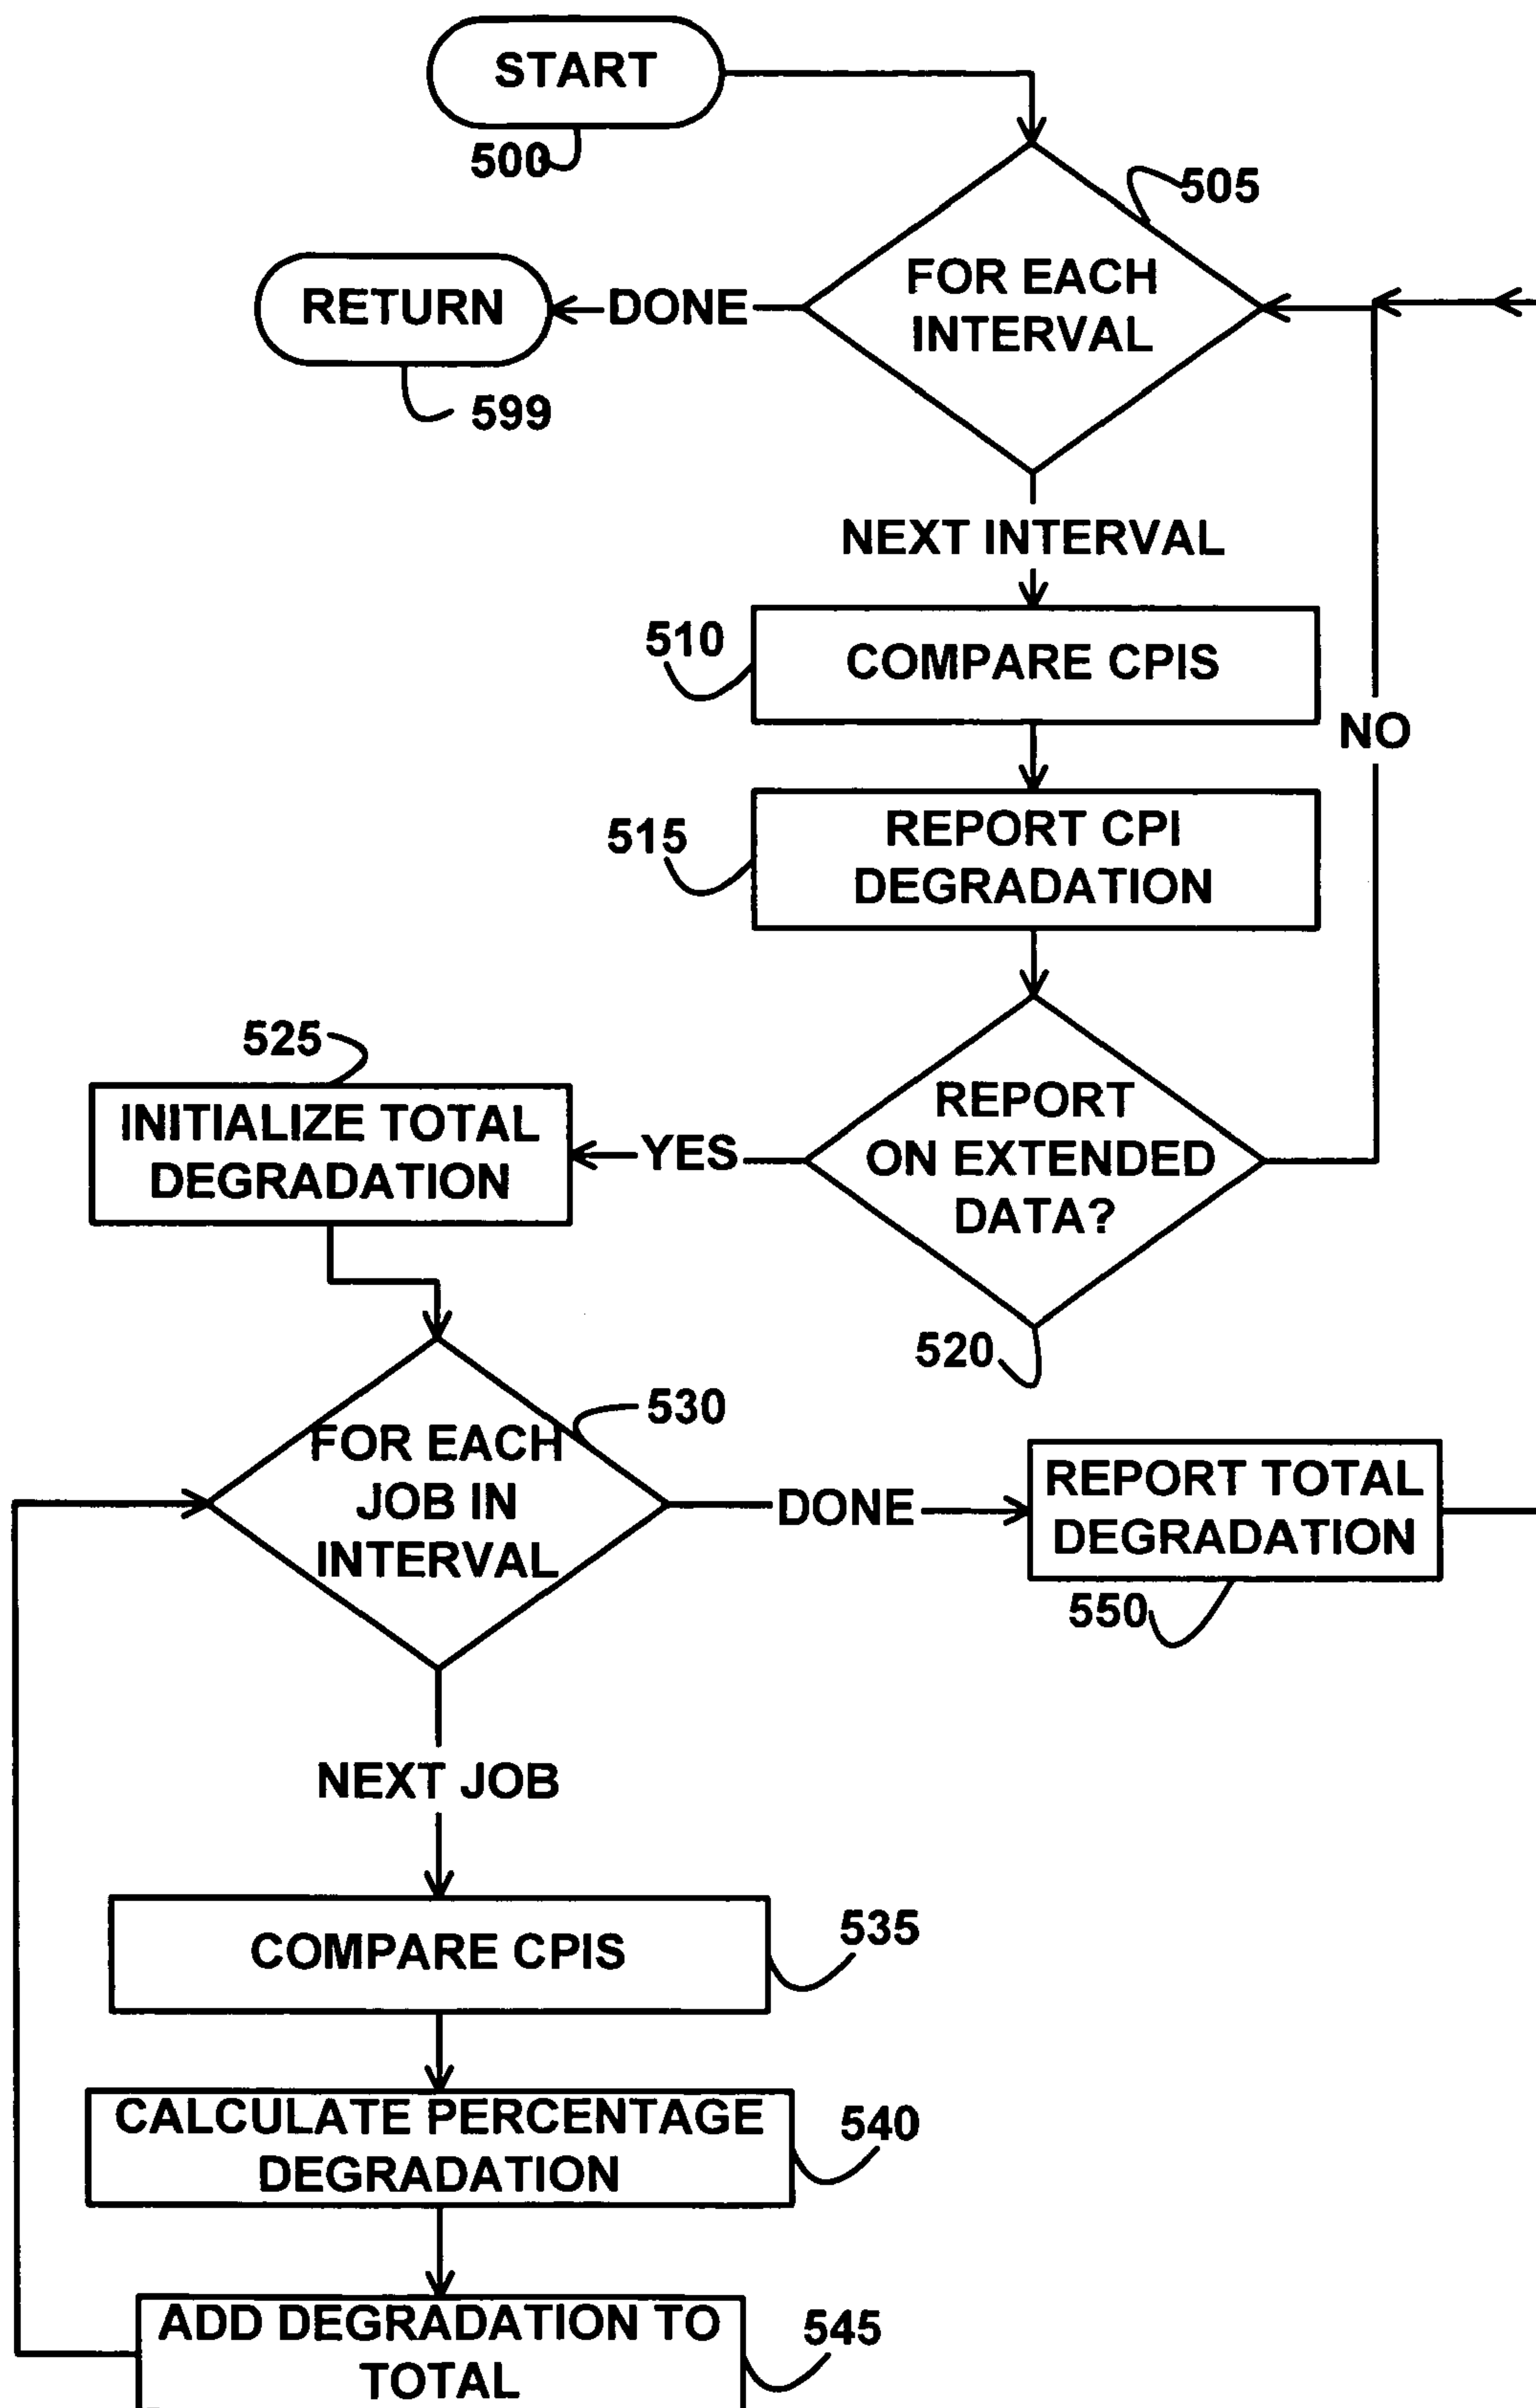 START
500
505
FOR EACH
INTERVAL
DONE
RETURN
599
NEXT INTERVAL
510
COMPARE CPIS
NO
515
REPORT CPI
DEGRADATION
525
INITIALIZE TOTAL
DEGRADATION
YES
REPORT
ON EXTENDED
DATA?
520
530
FOR EACH
JOB IN
INTERVAL
DONE
REPORT TOTAL
DEGRADATION
550
NEXT JOB
COMPARE CPIS
535
CALCULATE PERCENTAGE
DEGRADATION
540
ADD DEGRADATION TO
TOTAL
545